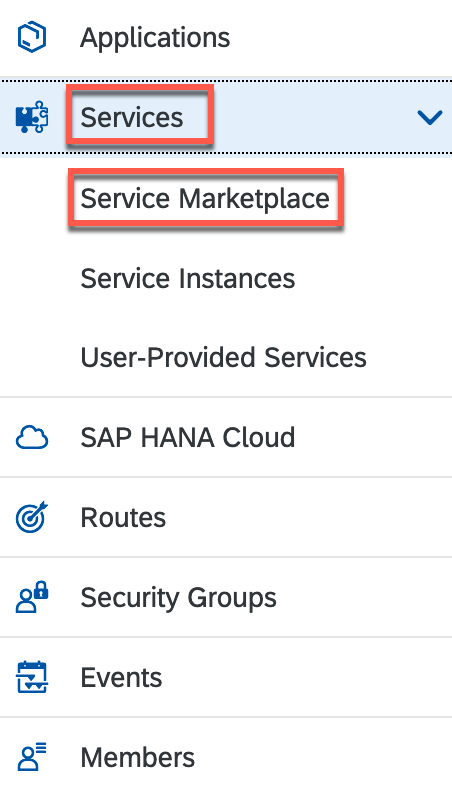 Applications
Services
Service Marketplace
Service Instances
User-Provided Services
SAP HANA Cloud
Routes
Security Groups
Events
Members